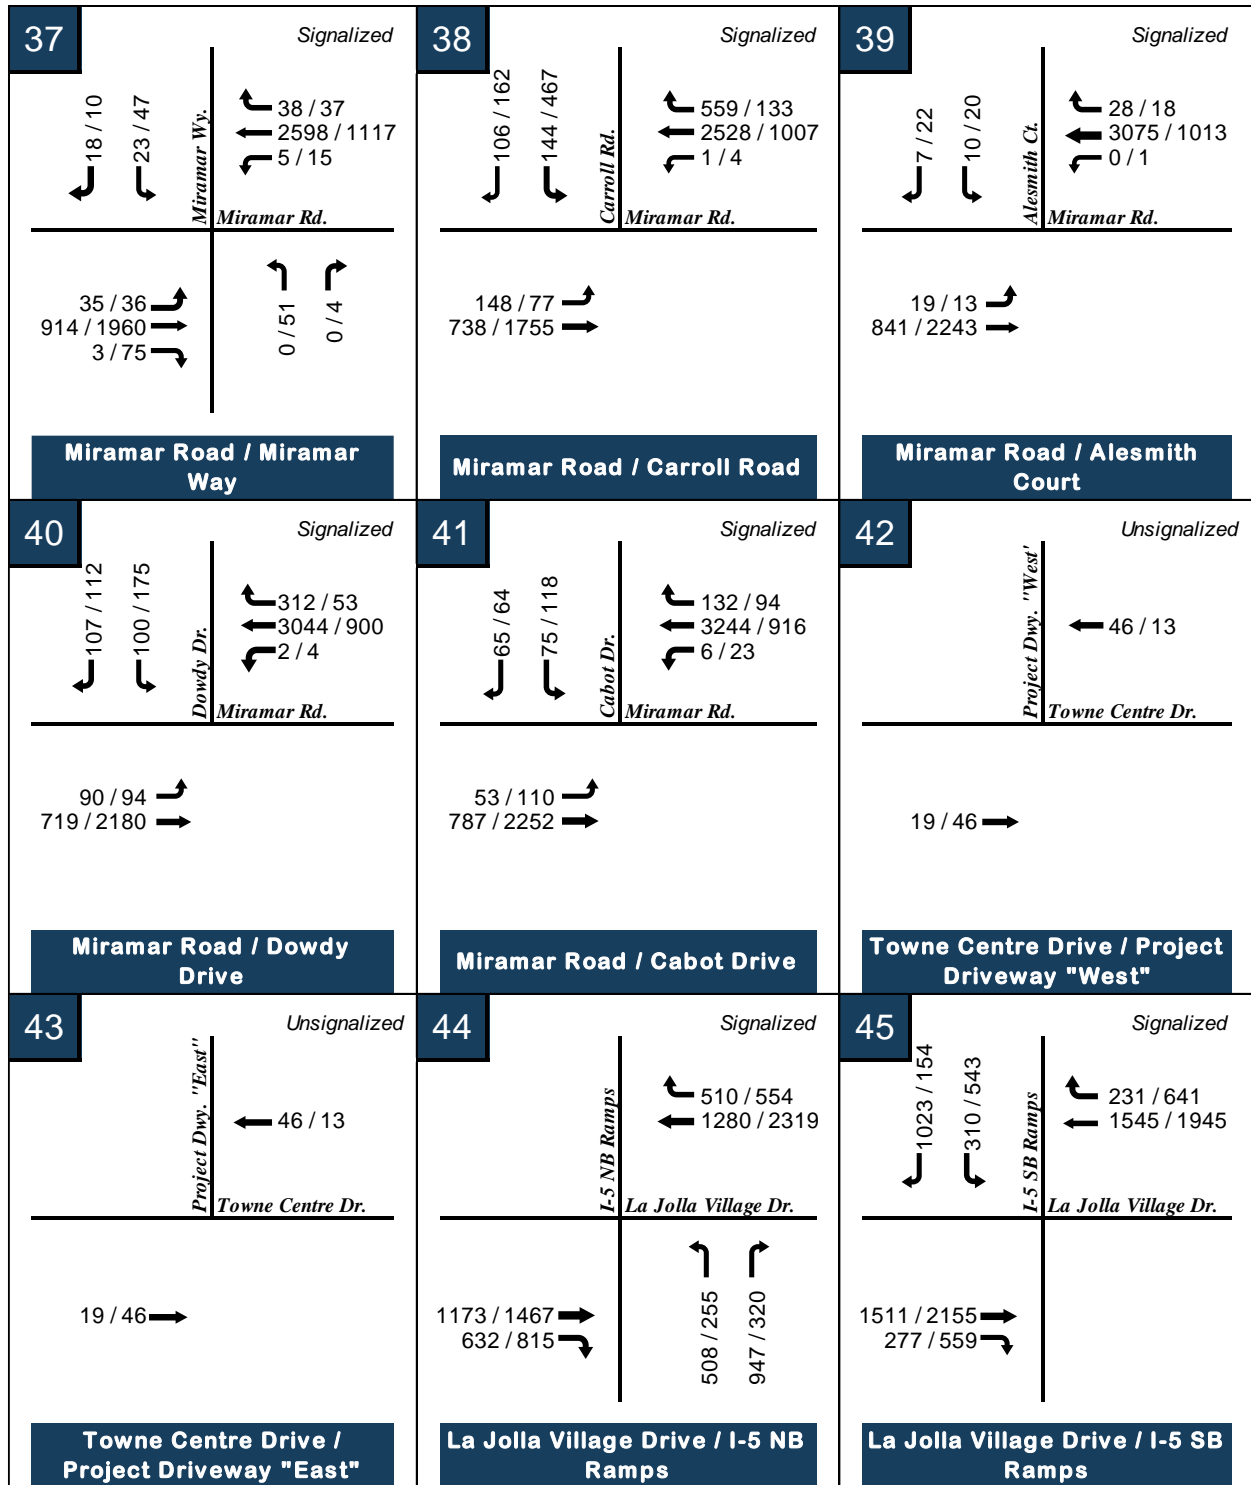 37
Signalized
18 / 10
23 / 47
Miramar Wy.
38 / 37
2598 / 1117
5 / 15
Miramar Rd.
35 / 36
914 / 1960
3 / 75
0 / 51
0 / 4
Miramar Road / Miramar
Way
38
Signalized
106 / 162
144 / 467
Carroll Rd.
559 / 133
2528 / 1007
1 / 4
Miramar Rd.
148 / 77
738 / 1755
Miramar Road / Carroll Road
39
Signalized
7 / 22
10 / 20
Alesmith Ct.
28 / 18
3075 / 1013
0 / 1
Miramar Rd.
19 / 13
841 / 2243
Miramar Road / Alesmith
Court
40
Signalized
107 / 112
100 / 175
Dowdy Dr.
312 / 53
3044 / 900
2 / 4
Miramar Rd.
90 / 94
719 / 2180
Miramar Road / Dowdy
Drive
41
Signalized
65 / 64
75 / 118
Cabot Dr.
132 / 94
3244 / 916
6 / 23
Miramar Rd.
53 / 110
787 / 2252
Miramar Road / Cabot Drive
42
Unsignalized
Project Dwy. "West'
46 / 13
Towne Centre Dr.
19 / 46
Towne Centre Drive / Project
Driveway "West"
43
Unsignalized
Project Dwy. "East"
46 / 13
Towne Centre Dr.
19 / 46
Towne Centre Drive /
Project Driveway "East"
44
Signalized
I-5 NB Ramps
510 / 554
1280 / 2319
La Jolla Village Dr.
1173 / 1467
632 / 815
508 / 255
947 / 320
La Jolla Village Drive / I-5 NB
Ramps
45
Signalized
1023 / 154
310 / 543
I-5 SB Ramps
231 / 641
1545 / 1945
La Jolla Village Dr.
1511 / 2155
277 / 559
La Jolla Village Drive / I-5 SB
Ramps